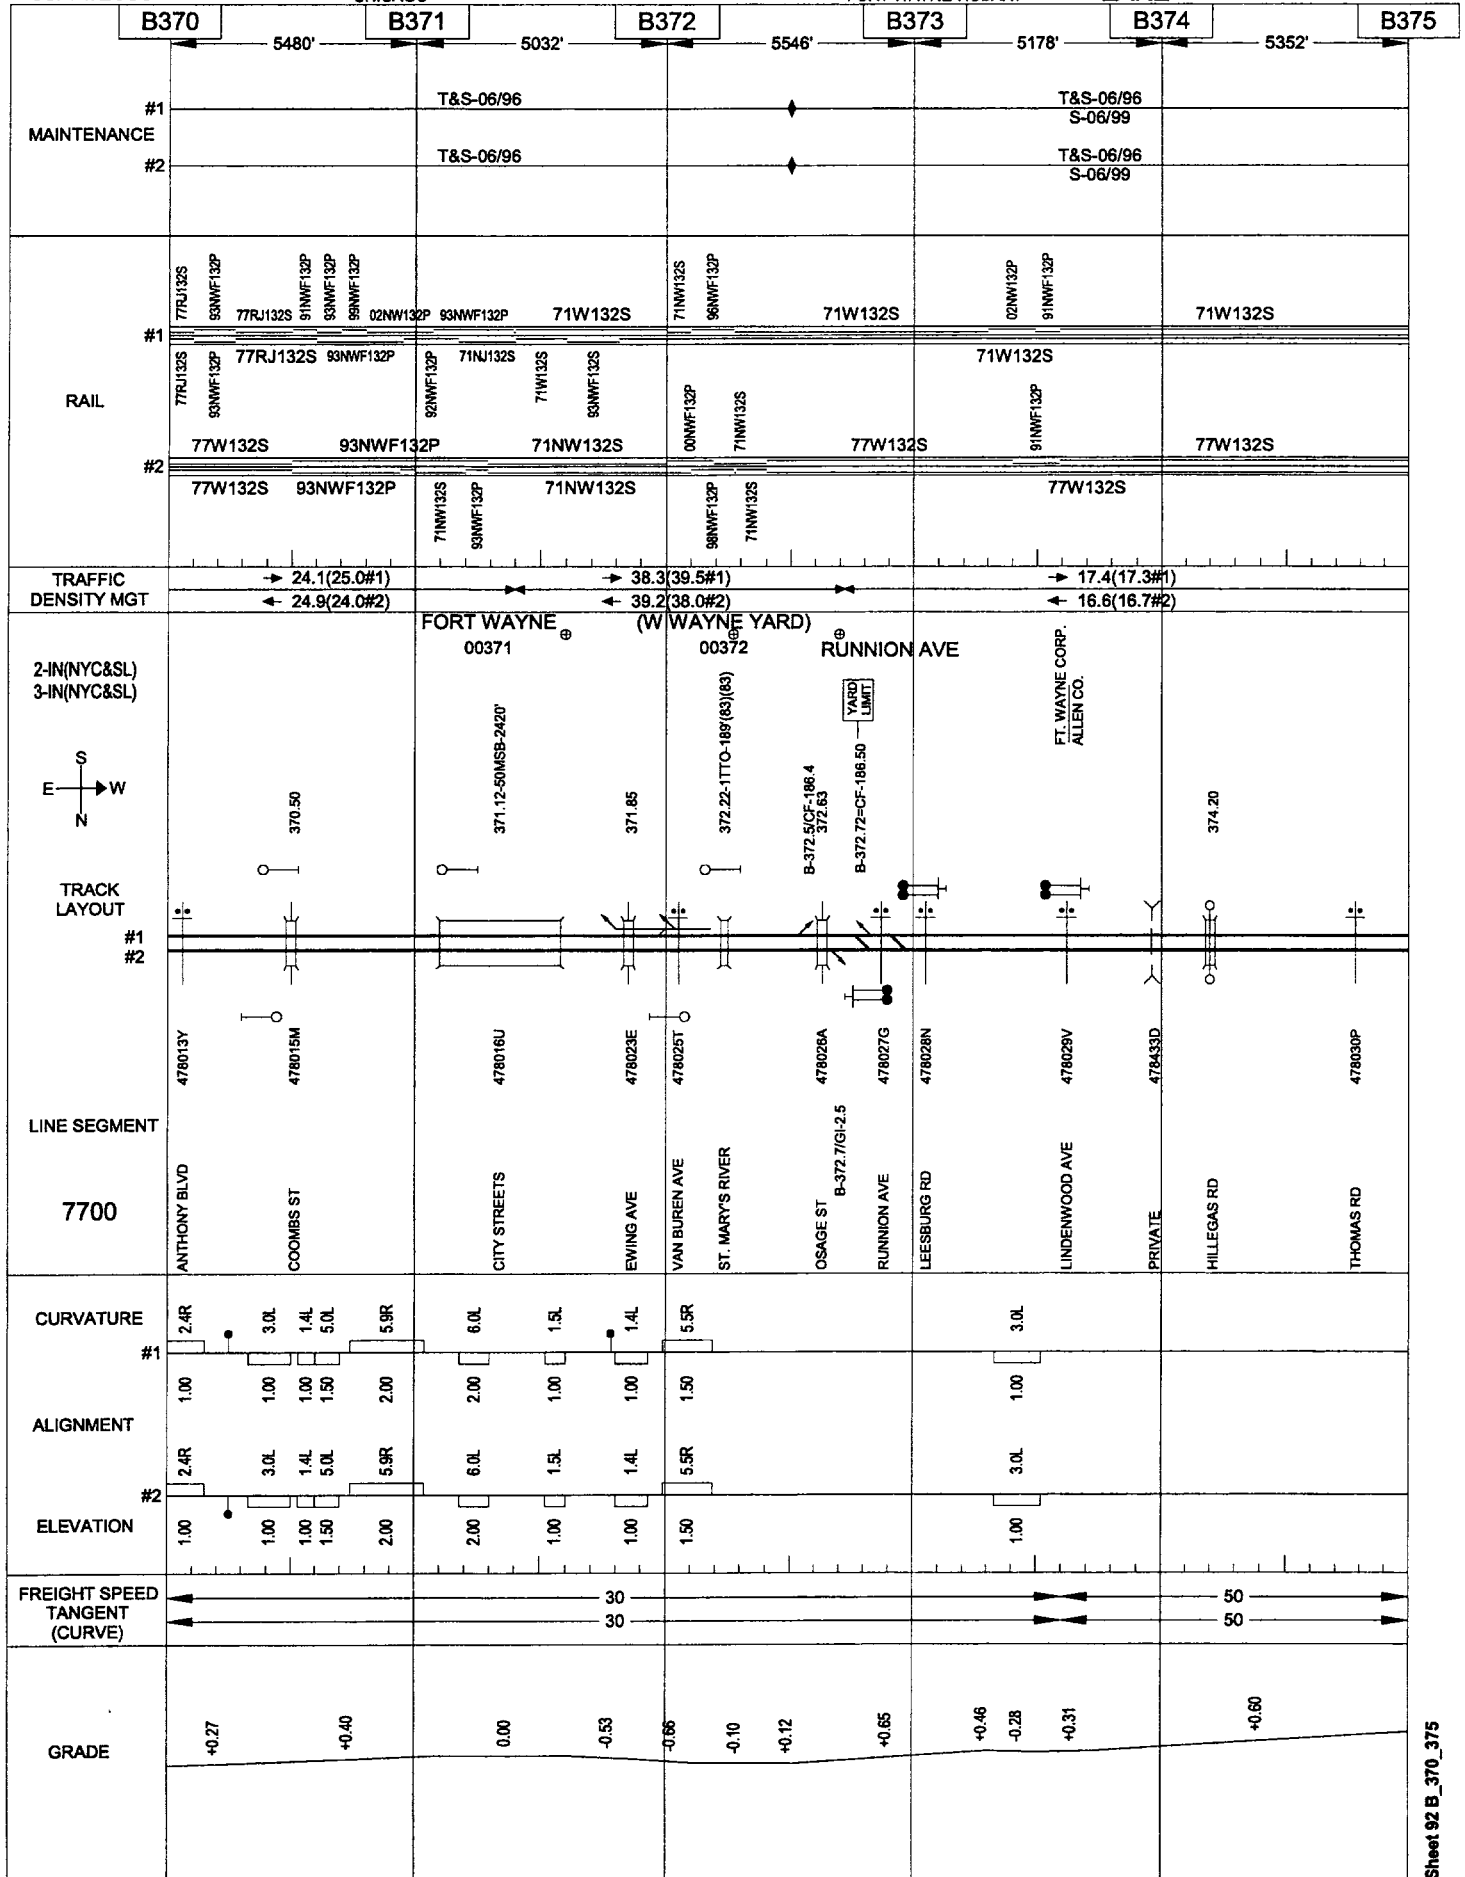 B370 B371 B372 B373 B374 B375
5480' 5032' 5546' 5178' 5352'
MAINTENANCE
#1 T&S-06/96 T&S-06/96
S-06/99
#2 T&S-06/96 T&S-06/96
S-06/99
RAIL
77RJ132S 93NWF132P 77RJ132S 91NWF132P 93NWF132P 99NWF132P 02NW132P 93NWF132P 71W132S 71NW132S 96NWF132P 71W132S 02NW132P 91NWF132P 71W132S
#1
77RJ132S 93NWF132P 77RJ132S 93NWF132P 92NWF132P 71NJ132S 71W132S 93NWF132S 71W132S
77W132S 93NWF132P 71NW132S 00NWF132P 71NW132S 77W132S 91NWF132P 77W132S
#2
77W132S 93NWF132P 71NW132S 93NWF132P 71NW132S 98NWF132P 71NW132S 77W132S
TRAFFIC
DENSITY MGT
24.1(25.0#1) 38.3(39.5#1) 17.4(17.3#1)
24.9(24.0#2) 39.2(38.0#2) 16.6(16.7#2)
FORT WAYNE (W WAYNE YARD)
00371 00372 RUNNION AVE
2-IN(NYC&SL)
3-IN(NYC&SL)
S
E W
N
YARD
LIMIT
FT. WAYNE CORP.
ALLEN CO.
370.50
371.12-50MSB-2420'
371.85
372.22-1TTO-189'(83)(83)
B-372.5/CF-186.4
372.63
B-372.72=CF-186.50
374.20
TRACK
LAYOUT
#1
#2
478013Y 478015M 478016U 478023E 478025T 478026A 478027G 478028N 478029V 478433D 478030P
LINE SEGMENT
7700
B-372.7/GI-2.5
ANTHONY BLVD
COOMBS ST
CITY STREETS
EWING AVE
VAN BUREN AVE
ST. MARY'S RIVER
OSAGE ST
RUNNION AVE
LEESBURG RD
LINDENWOOD AVE
PRIVATE
HILLEGAS RD
THOMAS RD
CURVATURE
2.4R 3.0L 1.4L 5.0L 5.9R 6.0L 1.5L 1.4L 5.5R 3.0L
#1
1.00 1.00 1.00 1.50 2.00 2.00 1.00 1.00 1.50 1.00
ALIGNMENT
2.4R 3.0L 1.4L 5.0L 5.9R 6.0L 1.5L 1.4L 5.5R 3.0L
#2
ELEVATION
1.00 1.00 1.00 1.50 2.00 2.00 1.00 1.00 1.50 1.00
FREIGHT SPEED
TANGENT
(CURVE)
30 50
30 50
GRADE
+0.27 +0.40 0.00 -0.53 -0.66 -0.10 +0.12 +0.65 +0.46 -0.28 +0.31 +0.60
Sheet 92 B_370_375